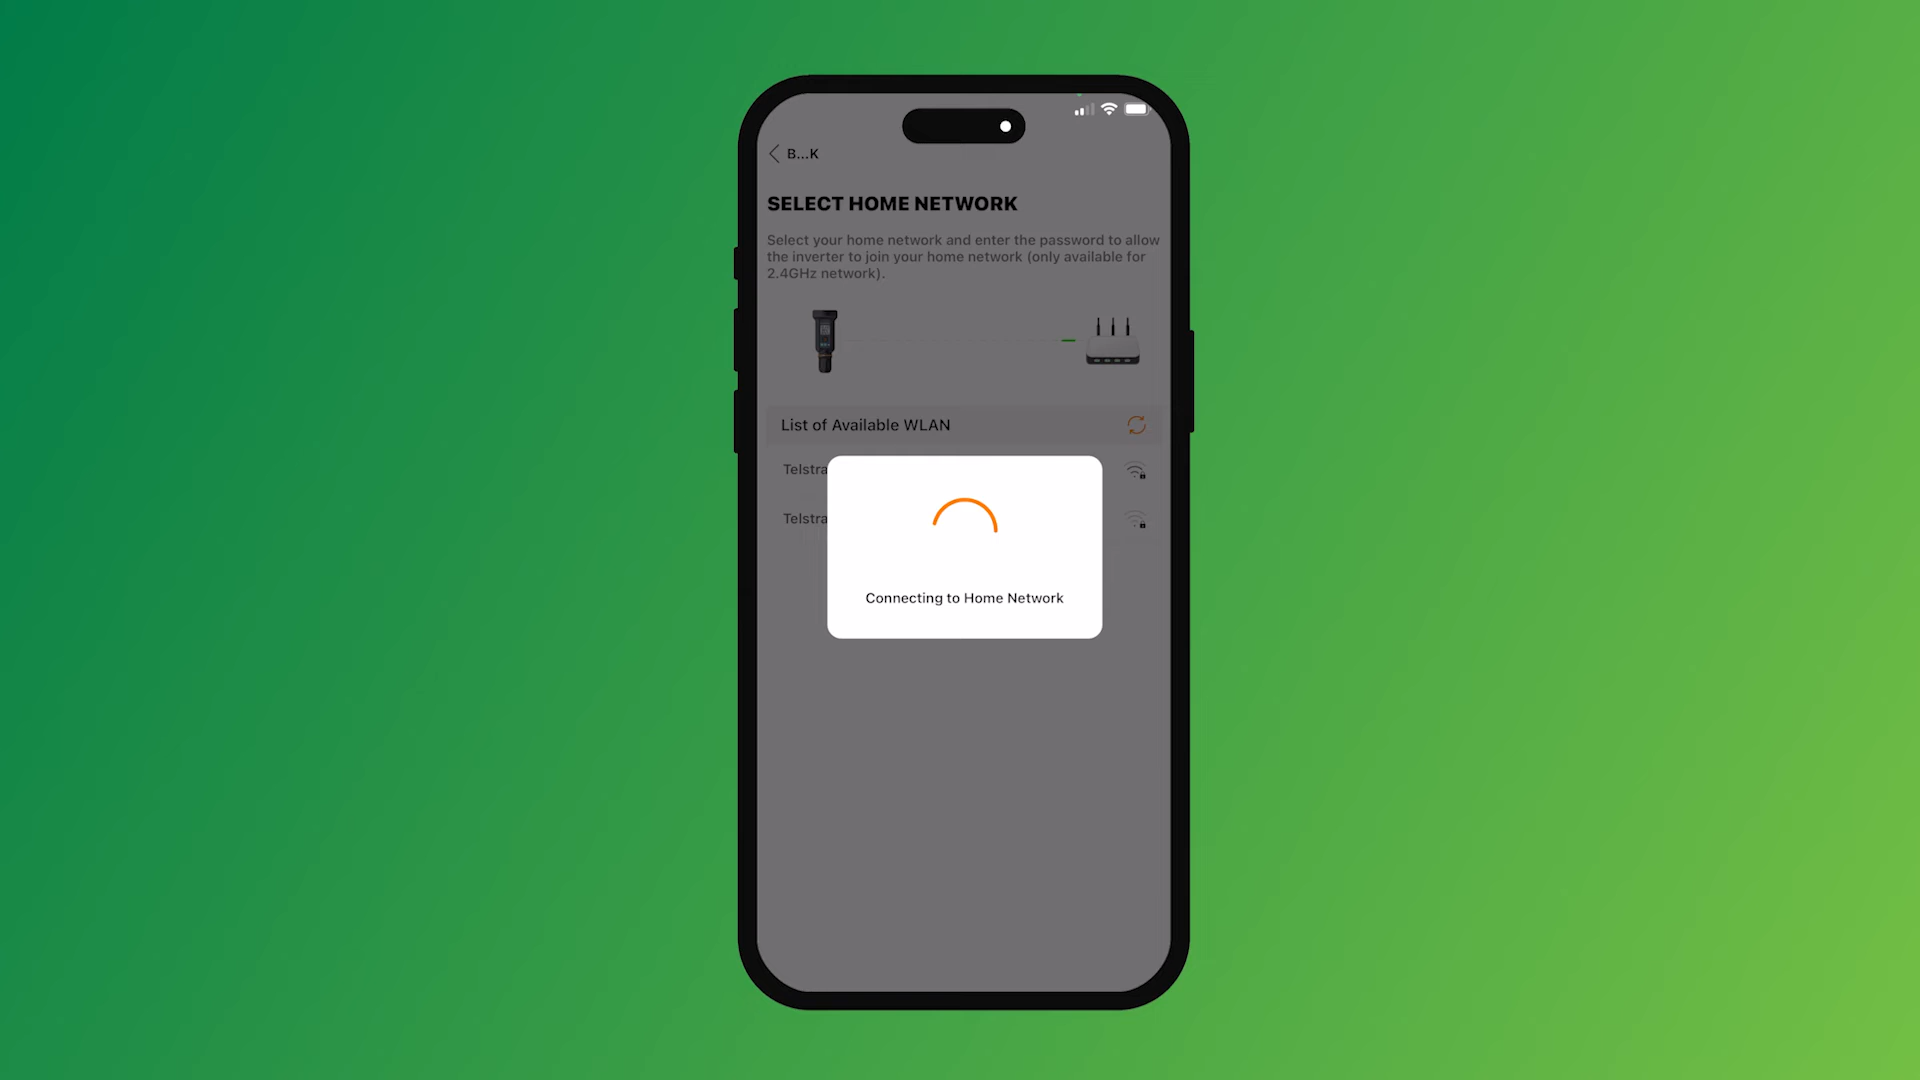 B...K
SELECT HOME NETWORK
Select your home network and enter the password to allow
the inverter to join your home network (only available for
2.4GHz network).
List of Available WLAN
Telstra
Telstra
Connecting to Home Network